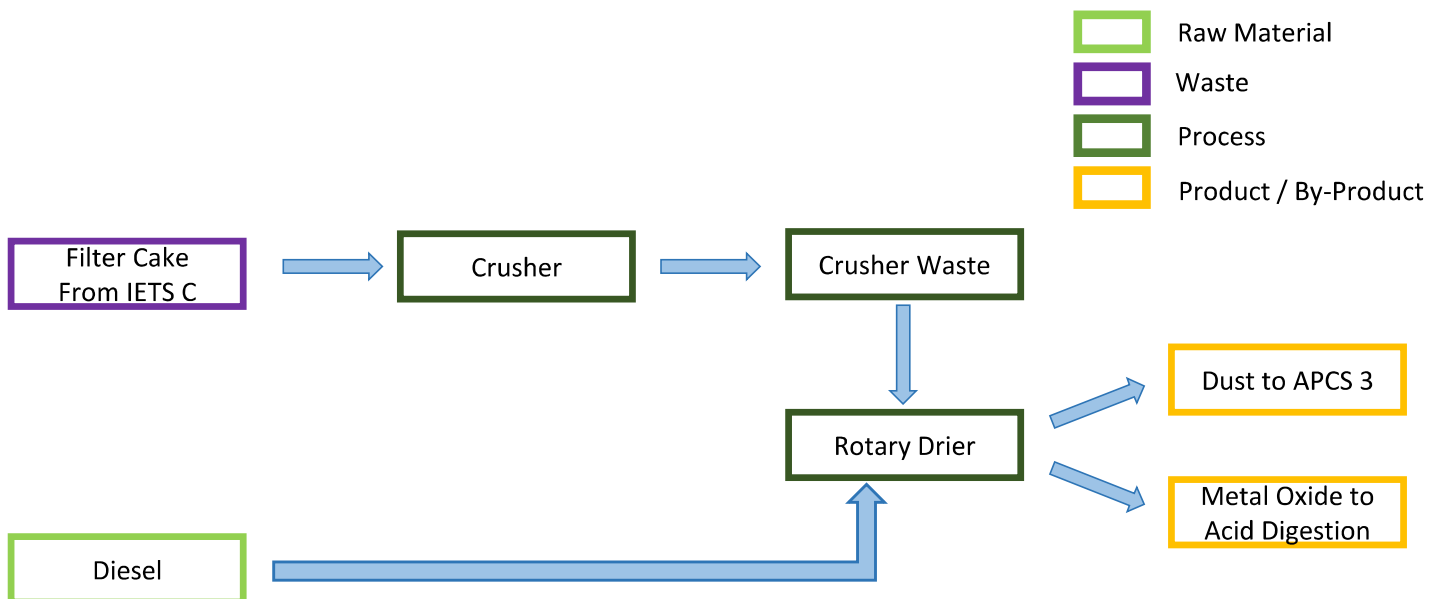 Raw Material
Waste
Process
Product / By-Product
Filter Cake
From IETS C
Crusher
Crusher Waste
Dust to APCS 3
Rotary Drier
Metal Oxide to
Acid Digestion
Diesel